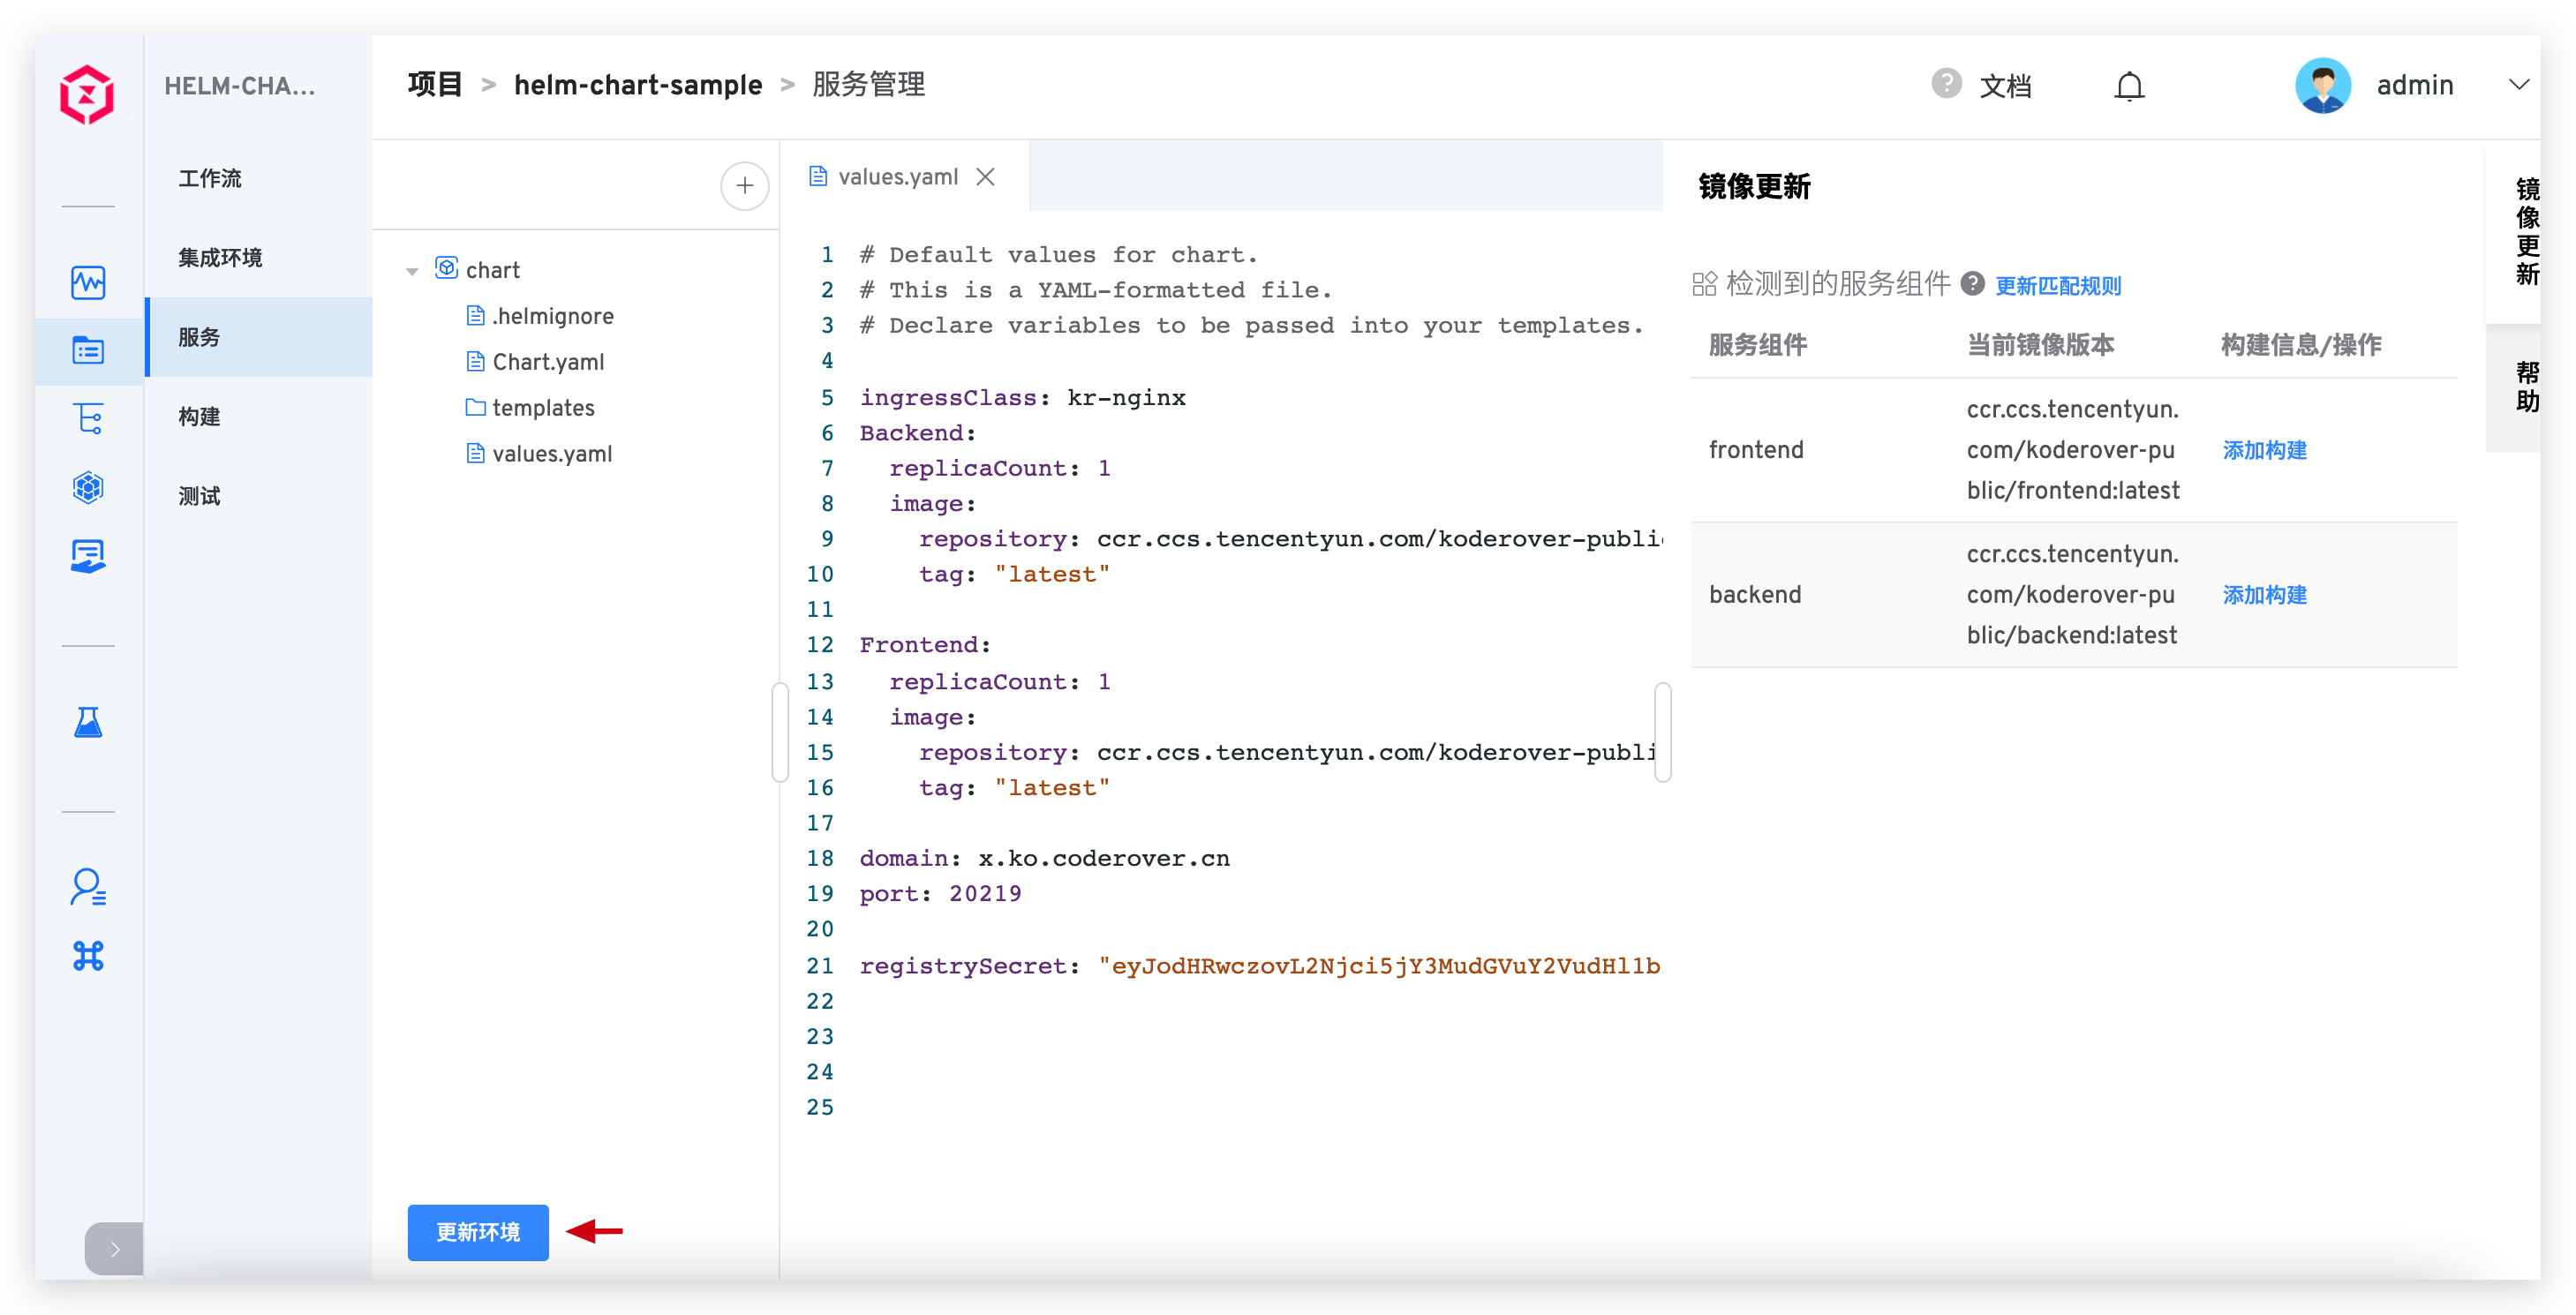 HELM-CHA...
项目 > helm-chart-sample > 服务管理
? 文档
admin
工作流
集成环境
服务
构建
测试
chart
.helmignore
Chart.yaml
templates
values.yaml
更新环境
values.yaml
1 # Default values for chart.
2 # This is a YAML-formatted file.
3 # Declare variables to be passed into your templates.
4
5 ingressClass: kr-nginx
6 Backend:
7 replicaCount: 1
8 image:
9 repository: ccr.ccs.tencentyun.com/koderover-publi
10 tag: "latest"
11
12 Frontend:
13 replicaCount: 1
14 image:
15 repository: ccr.ccs.tencentyun.com/koderover-publi
16 tag: "latest"
17
18 domain: x.ko.coderover.cn
19 port: 20219
20
21 registrySecret: "eyJodHRwczovL2Njci5jY3MudGVuY2VudHl1b
22
23
24
25
镜像更新
检测到的服务组件 ? 更新匹配规则
服务组件 当前镜像版本 构建信息/操作
frontend
ccr.ccs.tencentyun.
com/koderover-pu
blic/frontend:latest
添加构建
backend
ccr.ccs.tencentyun.
com/koderover-pu
blic/backend:latest
添加构建
镜像更新
帮助